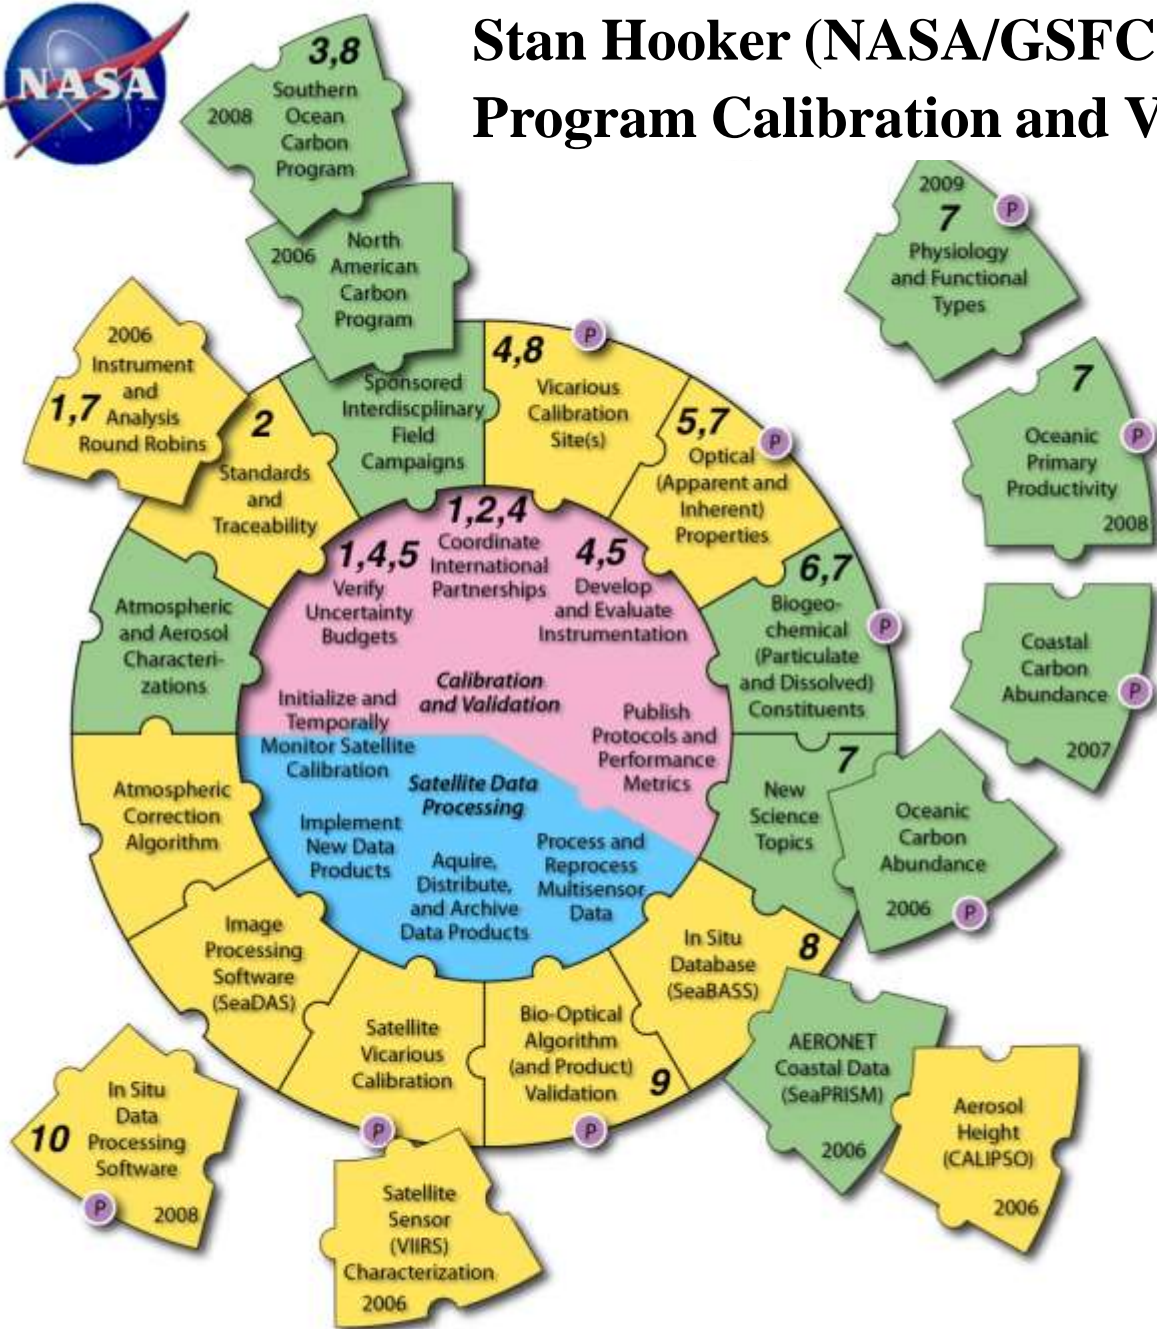 NASA
Stan Hooker (NASA/GSFC
Program Calibration and V
3,8
2008
Southern
Ocean
Carbon
Program
2006
North
American
Carbon
Program
2009
7
P
Physiology
and Functional
Types
7
P
Oceanic
Primary
Productivity
2008
Coastal
Carbon
Abundance
P
2007
2006
Instrument
and
1,7 Analysis
Round Robins
2
Standards
and
Traceability
Sponsored
Interdiscplinary
Field
Campaigns
4,8
P
Vicarious
Calibration
Site(s)
5,7
P
Optical
(Apparent and
Inherent)
Properties
6,7
Biogeo-
chemical
(Particulate
and Dissolved)
Constituents
P
7
New
Science
Topics
Oceanic
Carbon
Abundance
2006
P
Atmospheric
and Aerosol
Characteri-
zations
Atmospheric
Correction
Algorithm
1,4,5
Verify
Uncertainty
Budgets
1,2,4
Coordinate
International
Partnerships
4,5
Develop
and Evaluate
Instrumentation
Calibration
and Validation
Initialize and
Temporally
Monitor Satellite
Calibration
Publish
Protocols and
Performance
Metrics
Satellite Data
Processing
Implement
New Data
Products
Aquire,
Distribute,
and Archive
Data Products
Process and
Reprocess
Multisensor
Data
Image
Processing
Software
(SeaDAS)
Satellite
Vicarious
Calibration
P
Bio-Optical
Algorithm
(and Product)
Validation
9
P
In Situ
Database
(SeaBASS)
8
AERONET
Coastal Data
(SeaPRISM)
2006
Aerosol
Height
(CALIPSO)
2006
10
In Situ
Data
Processing
Software
P
2008
Satellite
Sensor
(VIIRS)
Characterization
2006